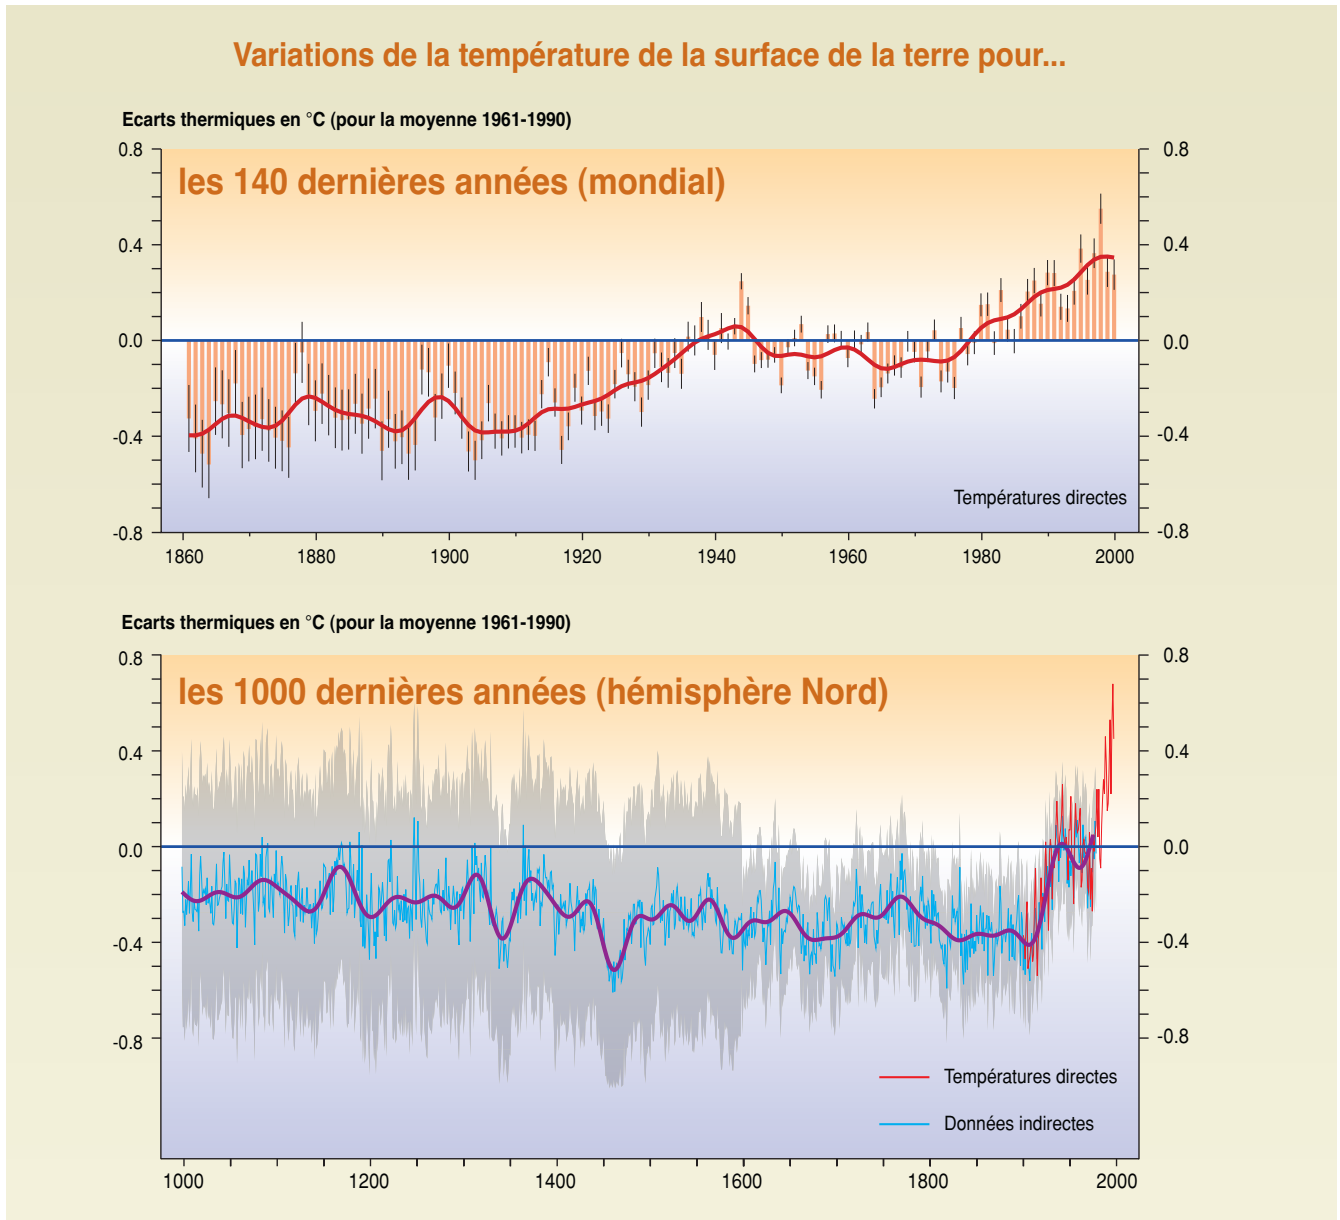 Variations de la température de la surface de la terre pour...
Ecarts thermiques en °C (pour la moyenne 1961-1990)
les 140 dernières années (mondial)
0.8 0.8
0.4 0.4
0.0 0.0
-0.4 -0.4
-0.8 -0.8
Températures directes
1860 1880 1900 1920 1940 1960 1980 2000
Ecarts thermiques en °C (pour la moyenne 1961-1990)
les 1000 dernières années (hémisphère Nord)
0.8 0.8
0.4 0.4
0.0 0.0
-0.4 -0.4
-0.8 -0.8
Températures directes
Données indirectes
1000 1200 1400 1600 1800 2000